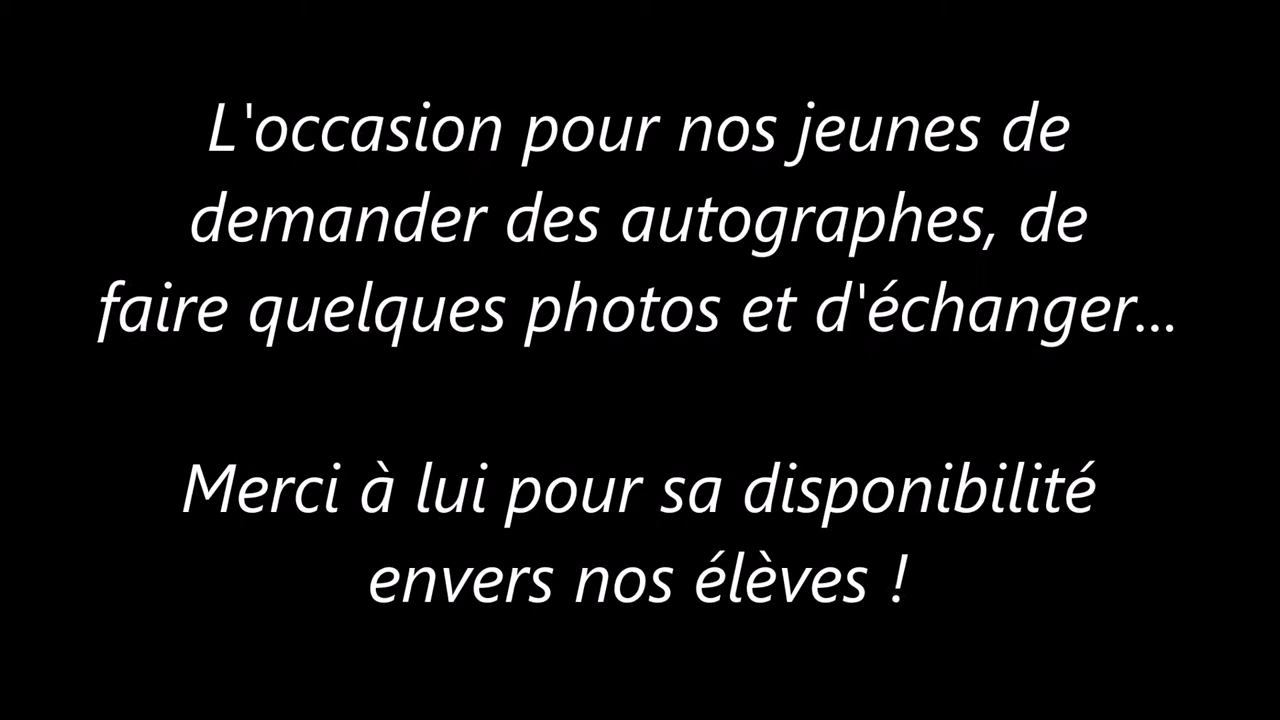 L'occasion pour nos jeunes de
demander des autographes, de
faire quelques photos et d'échanger...
Merci à lui pour sa disponibilité
envers nos élèves !